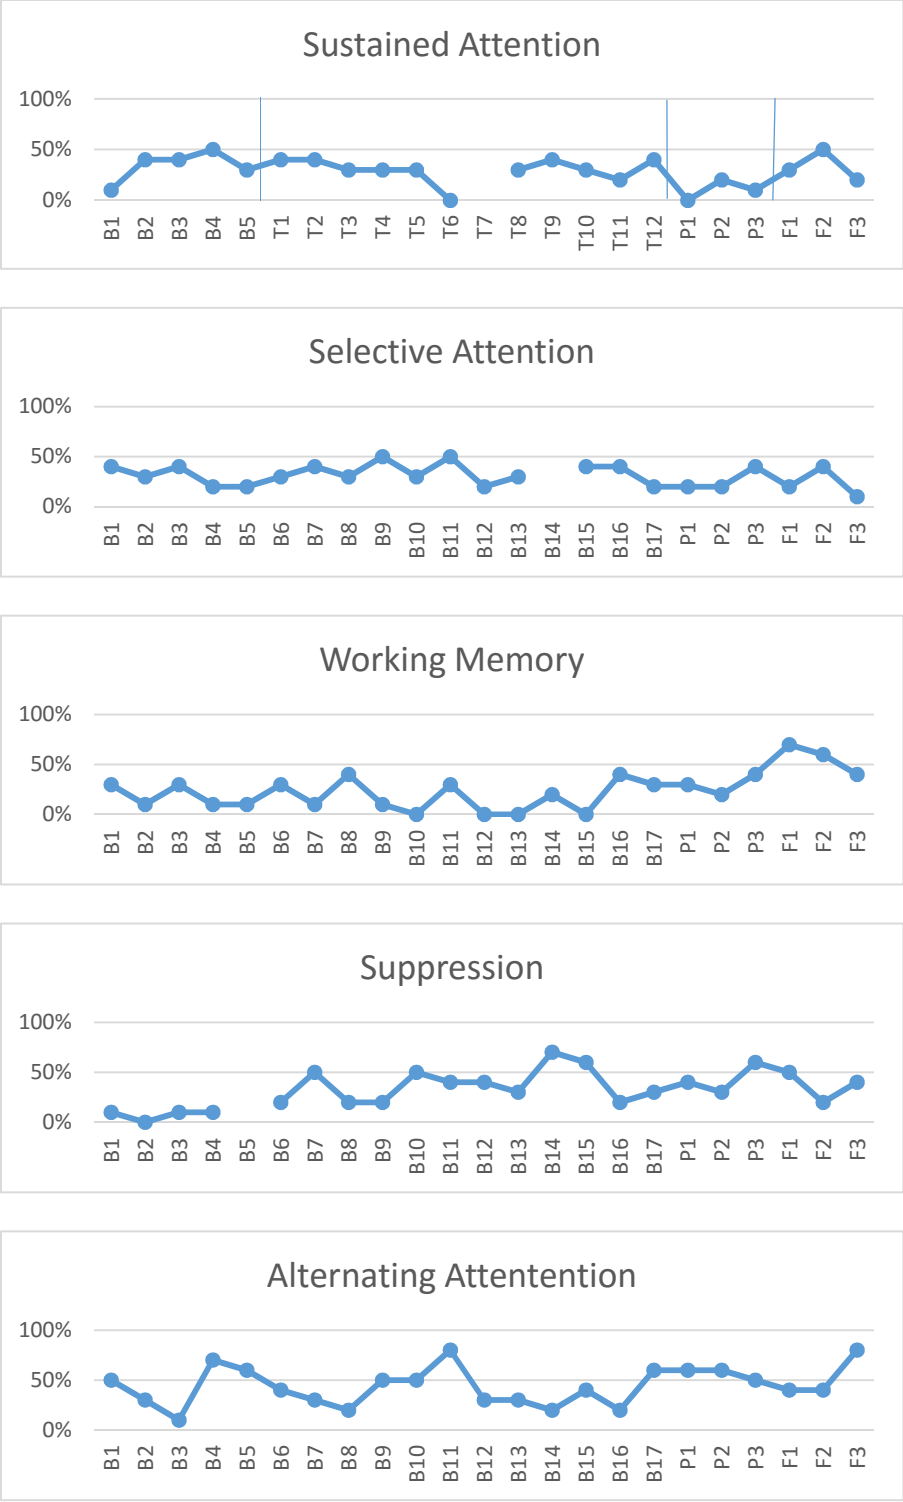 Sustained Attention
100%
50%
0%
B1 B2 B3 B4 B5 T1 T2 T3 T4 T5 T6 T7 T8 T9 T10 T11 T12 P1 P2 P3 F1 F2 F3
Selective Attention
100%
50%
0%
B1 B2 B3 B4 B5 B6 B7 B8 B9 B10 B11 B12 B13 B14 B15 B16 B17 P1 P2 P3 F1 F2 F3
Working Memory
100%
50%
0%
B1 B2 B3 B4 B5 B6 B7 B8 B9 B10 B11 B12 B13 B14 B15 B16 B17 P1 P2 P3 F1 F2 F3
Suppression
100%
50%
0%
B1 B2 B3 B4 B5 B6 B7 B8 B9 B10 B11 B12 B13 B14 B15 B16 B17 P1 P2 P3 F1 F2 F3
Alternating Attentention
100%
50%
0%
B1 B2 B3 B4 B5 B6 B7 B8 B9 B10 B11 B12 B13 B14 B15 B16 B17 P1 P2 P3 F1 F2 F3